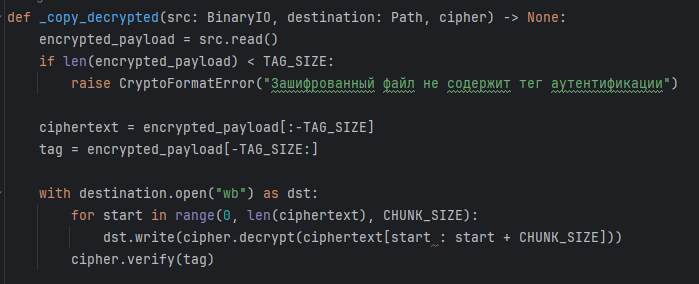 def _copy_decrypted(src: BinaryIO, destination: Path, cipher) -> None:
    encrypted_payload = src.read()
    if len(encrypted_payload) < TAG_SIZE:
        raise CryptoFormatError("Зашифрованный файл не содержит тег аутентификации")

    ciphertext = encrypted_payload[:-TAG_SIZE]
    tag = encrypted_payload[-TAG_SIZE:]

    with destination.open("wb") as dst:
        for start in range(0, len(ciphertext), CHUNK_SIZE):
            dst.write(cipher.decrypt(ciphertext[start : start + CHUNK_SIZE]))
        cipher.verify(tag)